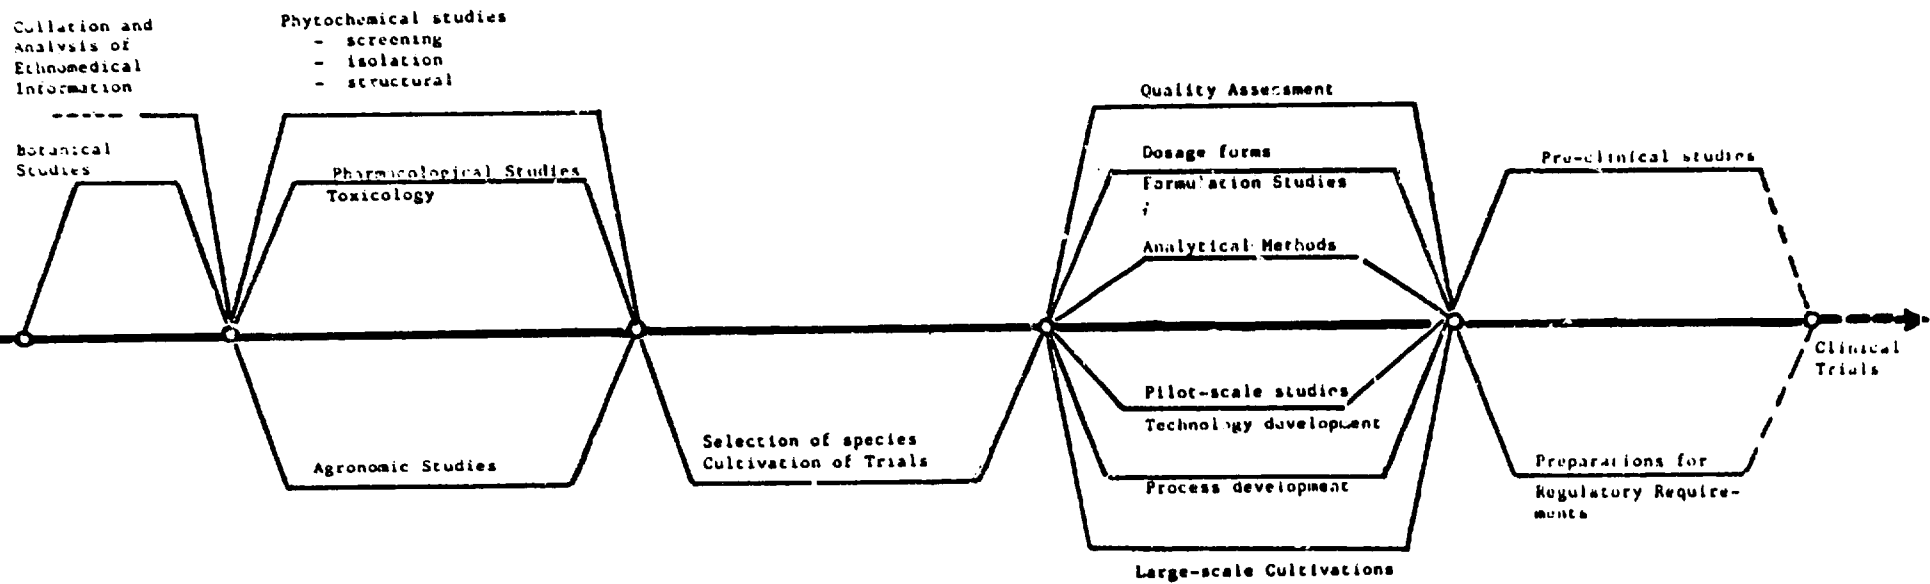 Collation and
Analysis of
Ethnomedical
Information
Botanical
Studies
Phytochemical studies
- screening
- isolation
- structural
Pharmacological Studies
Toxicology
Agronomic Studies
Selection of species
Cultivation of Trials
Quality Assessment
Dosage forms
Formulation Studies
Analytical Methods
Pilot-scale studies
Technology development
Process development
Large-scale Cultivations
Pre-clinical studies
Preparations for
Regulatory Require-
ments
Clinical
Trials